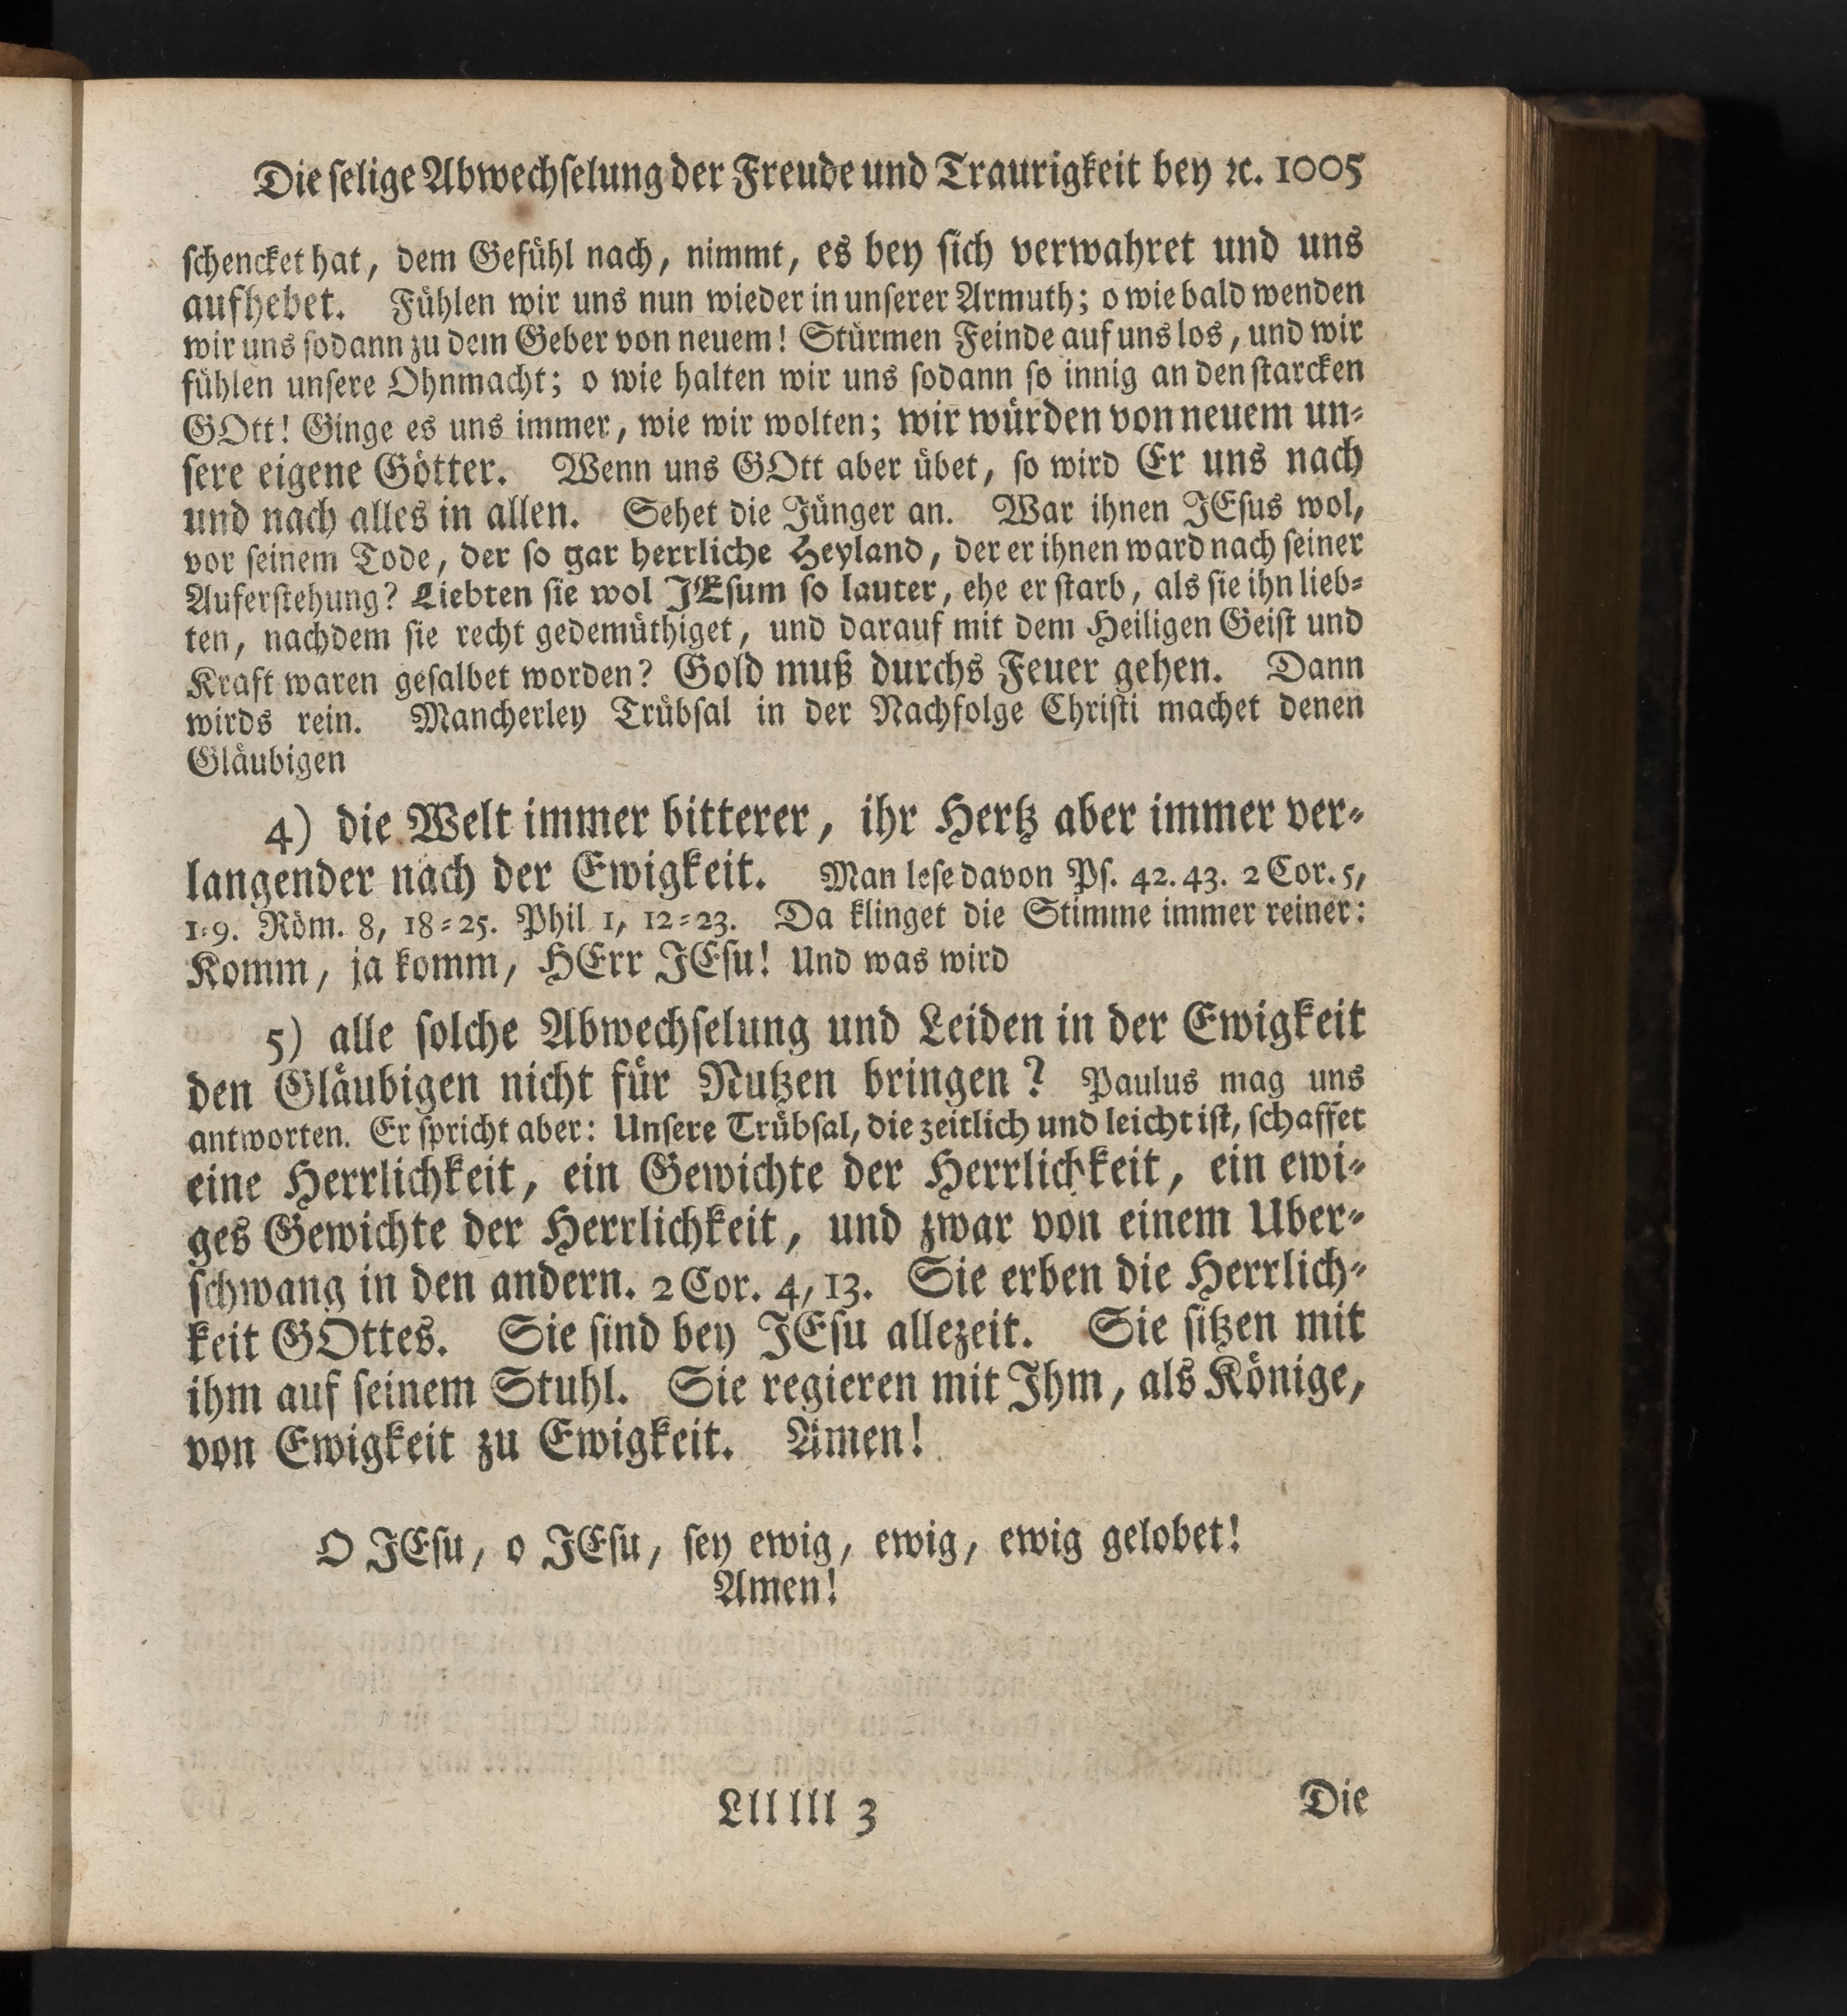 Die selige Abwechselung der Freude und Traurigkeit bey ꝛc. 1005
schencket hat, dem Gefühl nach, nimmt, es bey sich verwahret und uns
aufhebet. Fühlen wir uns nun wieder in unserer Armuth; o wie bald wenden
wir uns sodann zu dem Geber von neuem! Stürmen Feinde auf uns los, und wir
fühlen unsere Ohnmacht; o wie halten wir uns sodann so innig an den starcken
GOtt! Ginge es uns immer, wie wir wolten; wir würden von neuem un-
sere eigene Götter. Wenn uns GOtt aber übet, so wird Er uns nach
und nach alles in allen. Sehet die Jünger an. War ihnen JEsus wol,
vor seinem Tode, der so gar herrliche Heyland, der er ihnen ward nach seiner
Auferstehung? Liebten sie wol JEsum so lauter, ehe er starb, als sie ihn lieb-
ten, nachdem sie recht gedemüthiget, und darauf mit dem Heiligen Geist und
Kraft waren gesalbet worden? Gold muß durchs Feuer gehen. Dann
wirds rein. Mancherley Trübsal in der Nachfolge Christi machet denen
Gläubigen
4) die Welt immer bitterer, ihr Hertz aber immer ver-
langender nach der Ewigkeit. Man lese davon Ps. 42. 43. 2 Cor. 5,
1-9. Röm. 8, 18-25. Phil 1, 12-23. Da klinget die Stimme immer reiner:
Komm, ja komm, HErr JEsu! Und was wird
5) alle solche Abwechselung und Leiden in der Ewigkeit
den Gläubigen nicht für Nutzen bringen? Paulus mag uns
antworten. Er spricht aber: Unsere Trübsal, die zeitlich und leicht ist, schaffet
eine Herrlichkeit, ein Gewichte der Herrlichkeit, ein ewi-
ges Gewichte der Herrlichkeit, und zwar von einem Uber-
schwang in den andern. 2 Cor. 4, 13. Sie erben die Herrlich-
keit GOttes. Sie sind bey JEsu allezeit. Sie sitzen mit
ihm auf seinem Stuhl. Sie regieren mit Ihm, als Könige,
von Ewigkeit zu Ewigkeit. Amen!
O JEsu, o JEsu, sey ewig, ewig, ewig gelobet!
Amen!
Lll lll 3
Die